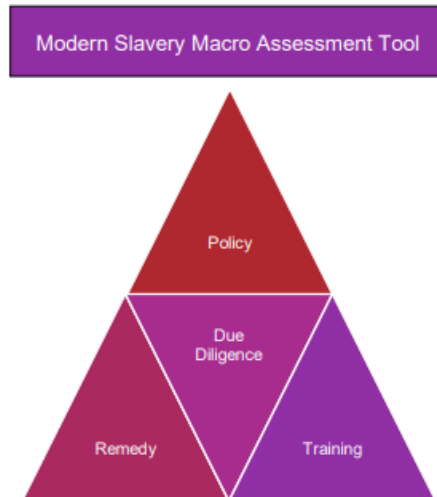 Modern Slavery Macro Assessment Tool
Policy
Due
Diligence
Remedy
Training